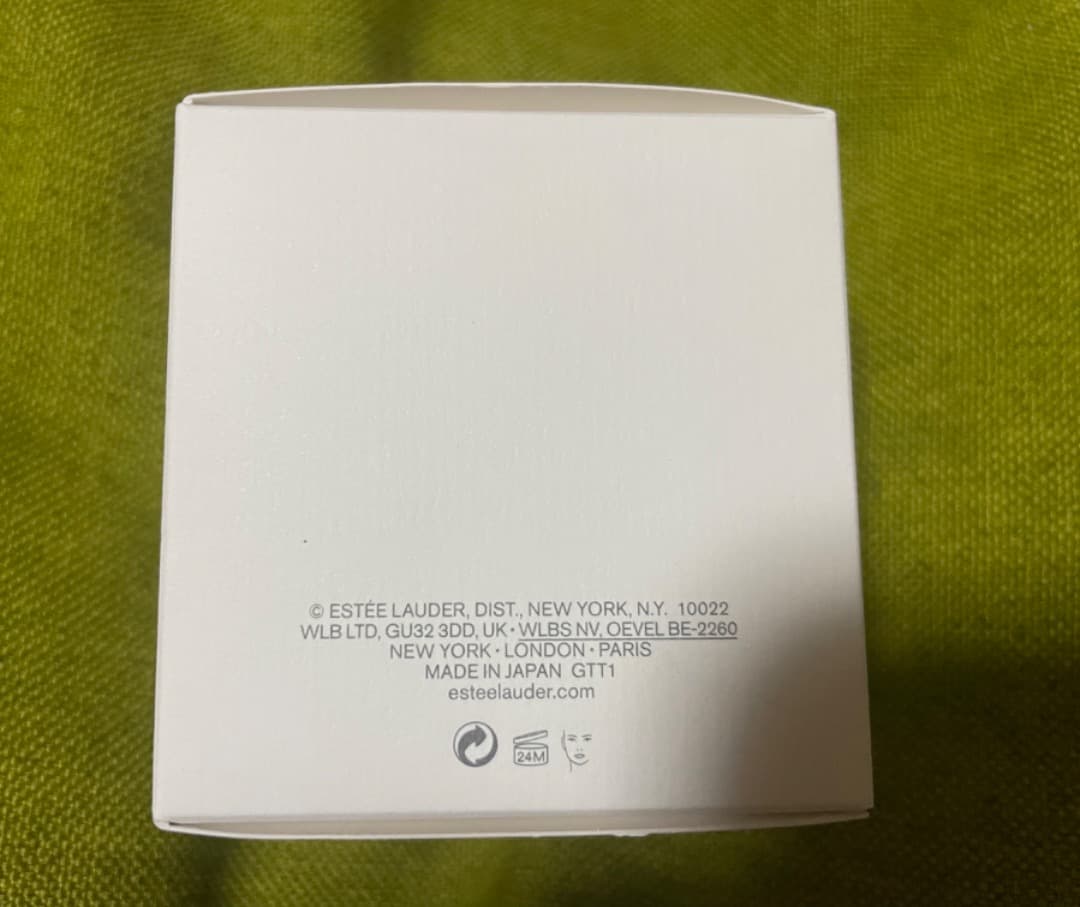 © ESTÉE LAUDER, DIST., NEW YORK, N.Y. 10022
WLB LTD, GU32 3DD, UK · WLBS NV, OEVEL BE-2260
NEW YORK · LONDON · PARIS
MADE IN JAPAN GTT1
esteelauder.com
24M